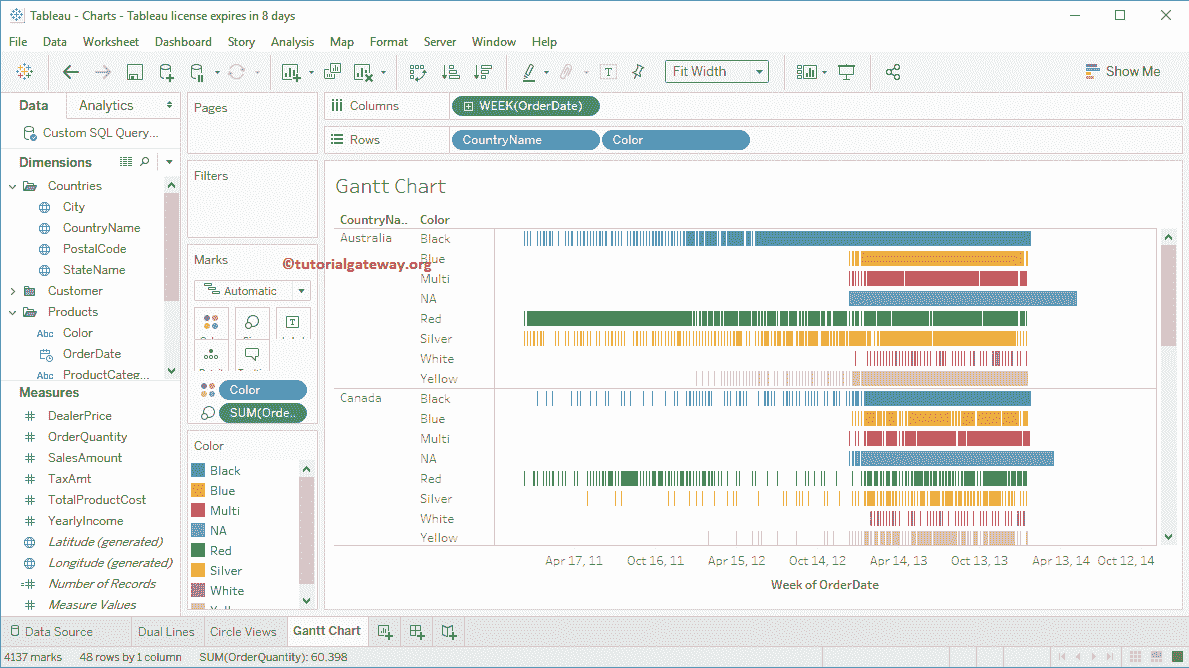 Tableau - Charts - Tableau license expires in 8 days
File Data Worksheet Dashboard Story Analysis Map Format Server Window Help
Fit Width
Show Me
Data Analytics
Custom SQL Query...
Dimensions
Countries
City
CountryName
PostalCode
StateName
Customer
Products
Abc Color
OrderDate
Abc ProductCateg...
Measures
DealerPrice
OrderQuantity
SalesAmount
TaxAmt
TotalProductCost
YearlyIncome
Latitude (generated)
Longitude (generated)
Number of Records
Measure Values
Pages
Filters
Marks
Automatic
Color
SUM(Orde..
Color
Black
Blue
Multi
NA
Red
Silver
White
Columns WEEK(OrderDate)
Rows CountryName Color
Gantt Chart
CountryNa.. Color
Australia Black
Blue
©tutorialgateway.org
Multi
NA
Red
Silver
White
Yellow
Canada Black
Blue
Multi
NA
Red
Silver
White
Yellow
Apr 17, 11 Oct 16, 11 Apr 15, 12 Oct 14, 12 Apr 14, 13 Oct 13, 13 Apr 13, 14 Oct 12, 14
Week of OrderDate
Data Source Dual Lines Circle Views Gantt Chart
4137 marks 48 rows by 1 column SUM(OrderQuantity): 60.398